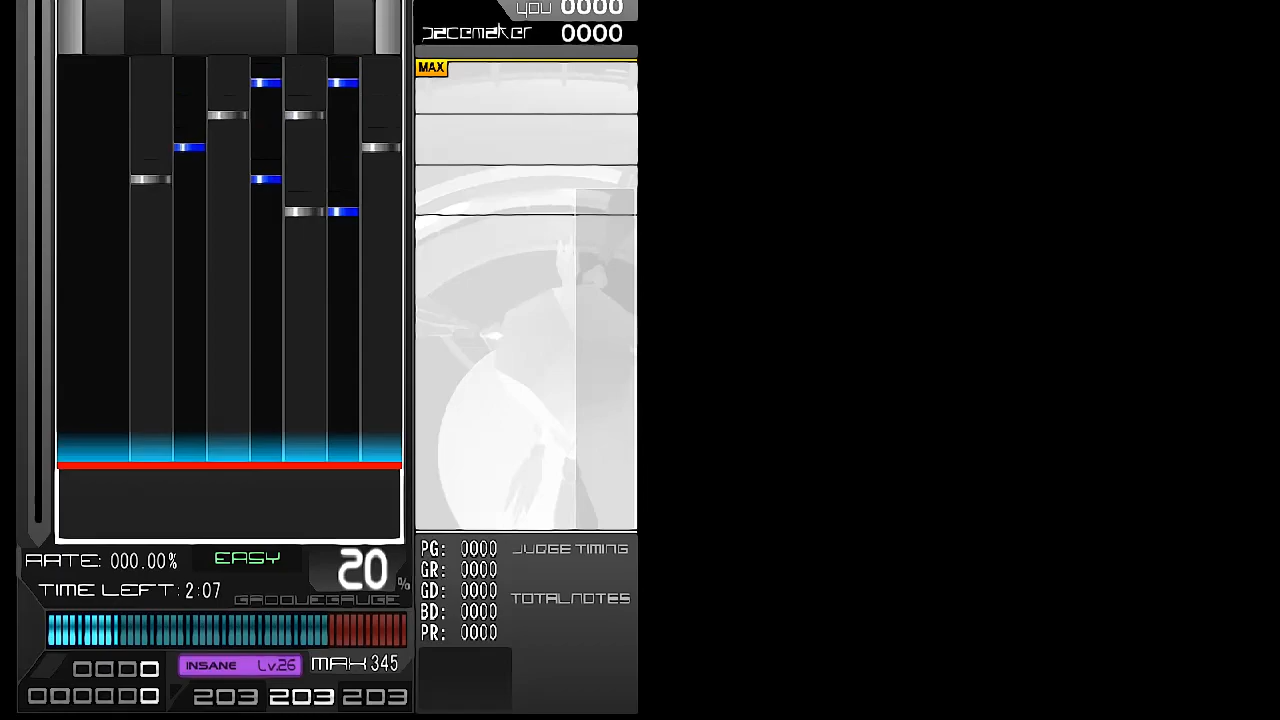 you 0000
pacemaker 0000
MAX
RATE: 000.00% EASY 20 %
TIME LEFT: 2:07
GROOVEGAUGE
PG: 0000 JUDGE TIMING
GR: 0000
GD: 0000 TOTALNOTES
BD: 0000
PR: 0000
0000 INSANE Lv.26 MAX 345
000000 203 203 203